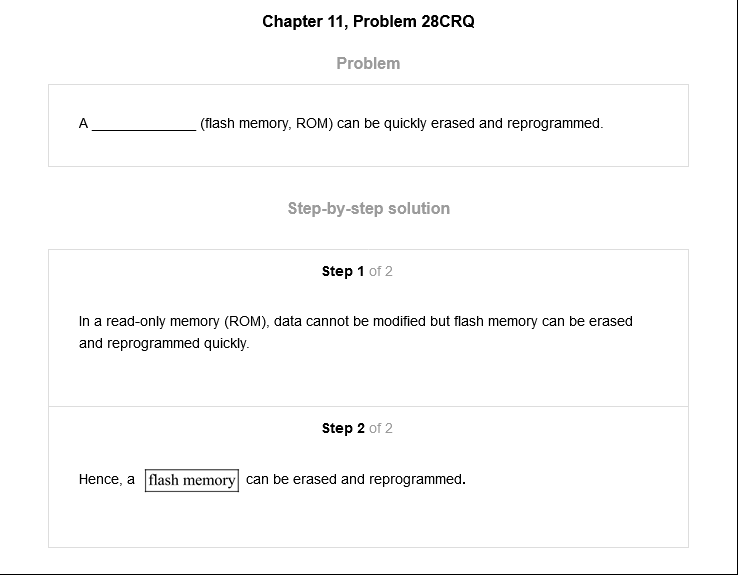 Chapter 11, Problem 28CRQ
Problem
A _____________ (flash memory, ROM) can be quickly erased and reprogrammed.
Step-by-step solution
Step 1 of 2
In a read-only memory (ROM), data cannot be modified but flash memory can be erased
and reprogrammed quickly.
Step 2 of 2
Hence, a flash memory can be erased and reprogrammed.